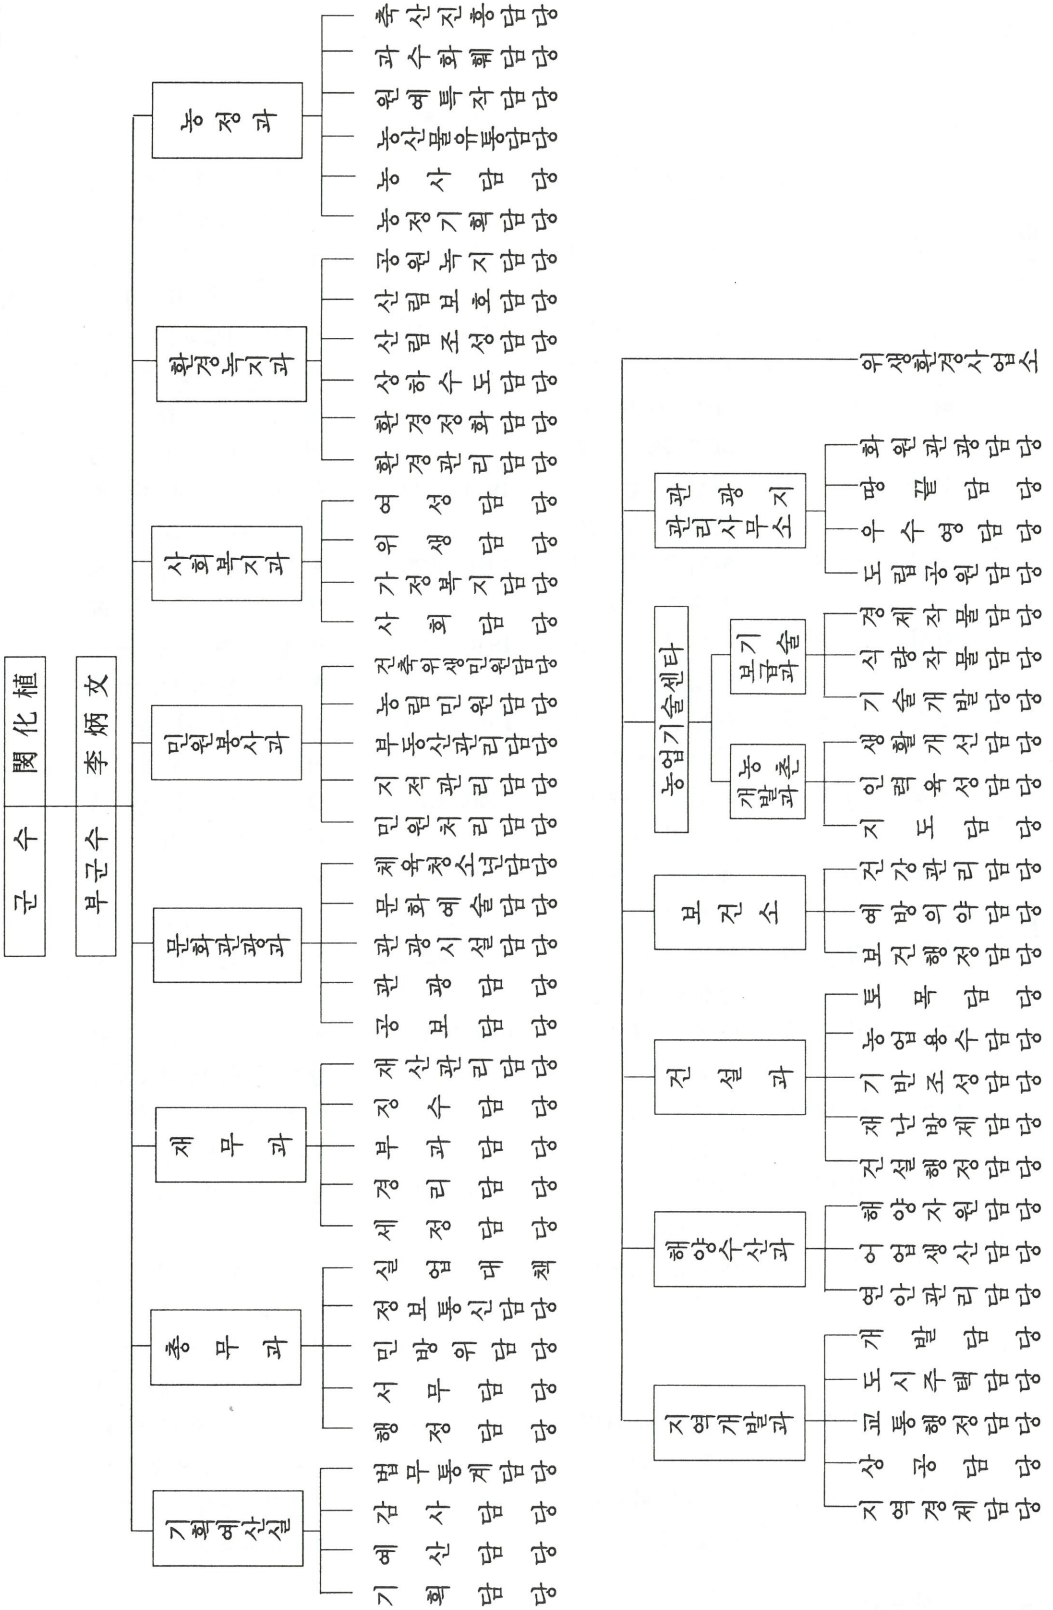 군수 閔化植
부군수 李炳文
기획예산실
기획담당
예산담당
감사담당
법무통계담당
총무과
행정담당
서무담당
민방위담당
정보통신담당
실업대책
재무과
세정담당
경리담당
부과담당
징수담당
재산관리담당
문화관광과
공보담당
관광담당
관광시설담당
문화예술담당
체육청소년담당
민원봉사과
민원처리담당
지적관리담당
부동산관리담당
농림민원담당
건축위생민원담당
사회복지과
사회담당
가정복지담당
위생담당
여성담당
환경녹지과
환경관리담당
환경정화담당
상하수도담당
산림조성담당
산림보호담당
공원녹지담당
농정과
농정기획담당
농사담당
농산물유통담당
원예특작담당
과수화훼담당
축산진흥담당
지역개발과
지역경제담당
상공담당
교통행정담당
도시주택담당
개발담당
해양수산과
연안관리담당
어업생산담당
해양자원담당
건설과
건설행정담당
재난방제담당
기반조성담당
농업용수담당
토목담당
보건소
보건행정담당
예방의약담당
건강관리담당
농업기술센타
농촌
개발과
지도담당
인력육성담당
생활개선담당
기술
보급과
기술개발당당
식량작물담당
경제작물담당
관광지
관리사무소
도립공원담당
우수영담당
땅끝담당
화원관광담당
위생환경사업소